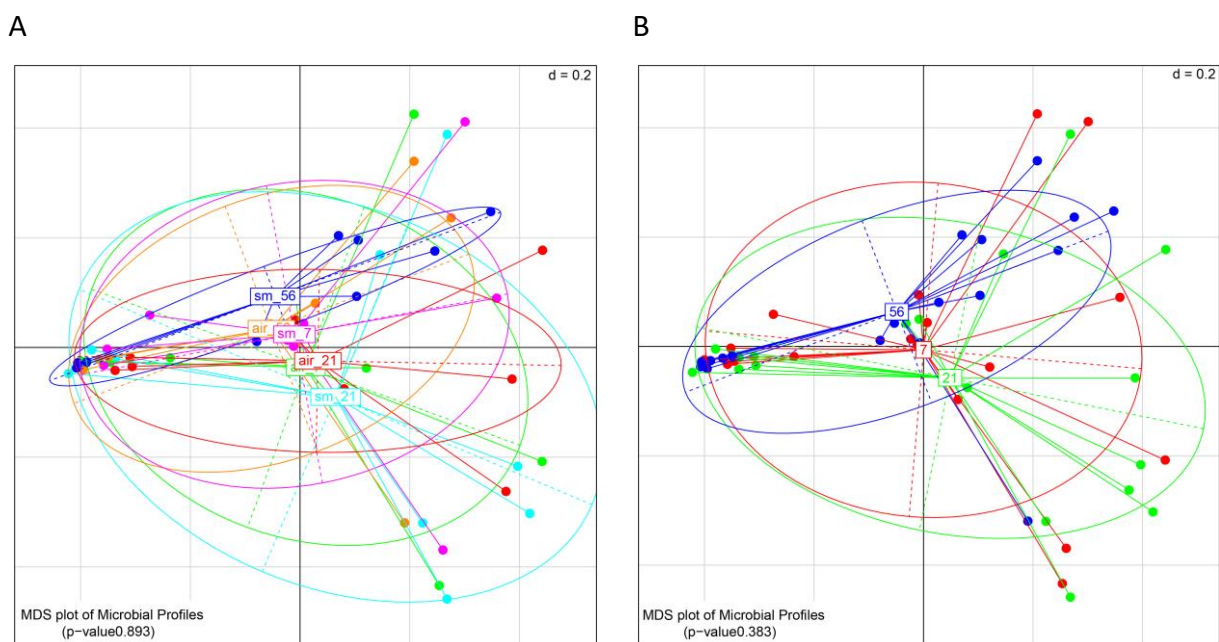 A
B
d = 0.2
d = 0.2
sm_56
air
sm_7
air_21
sm_21
56
7
21
MDS plot of Microbial Profiles
(p-value0.893)
MDS plot of Microbial Profiles
(p-value0.383)